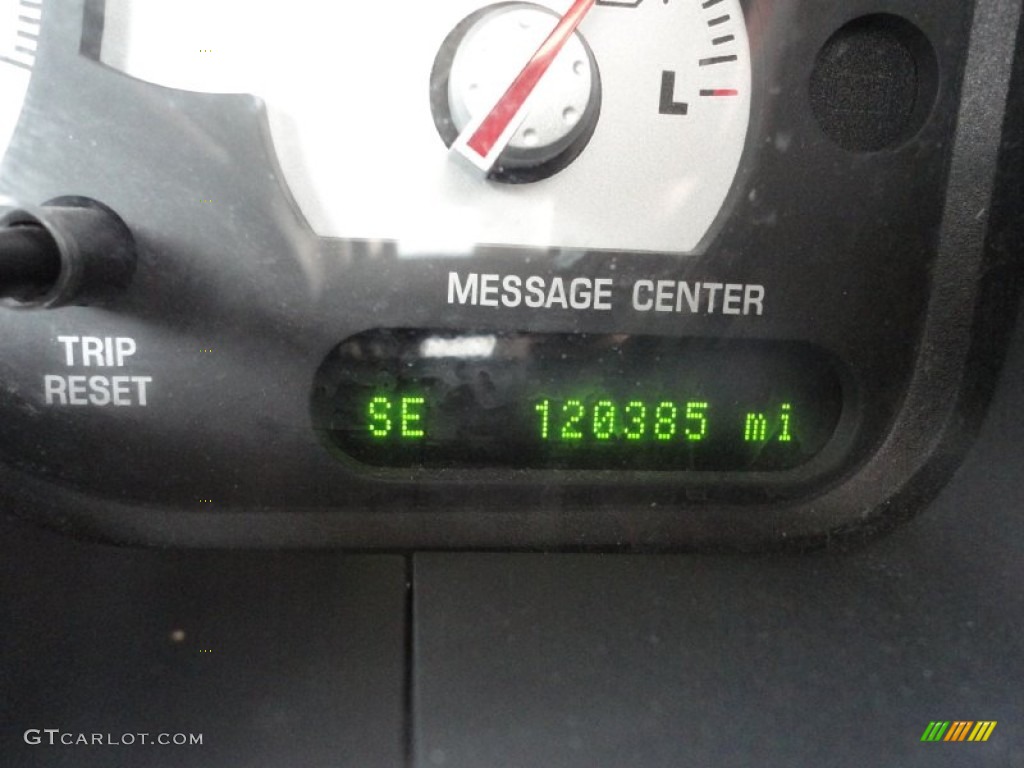 L
MESSAGE CENTER
TRIP
RESET
SE 120385 mi
GTCARLOT.COM